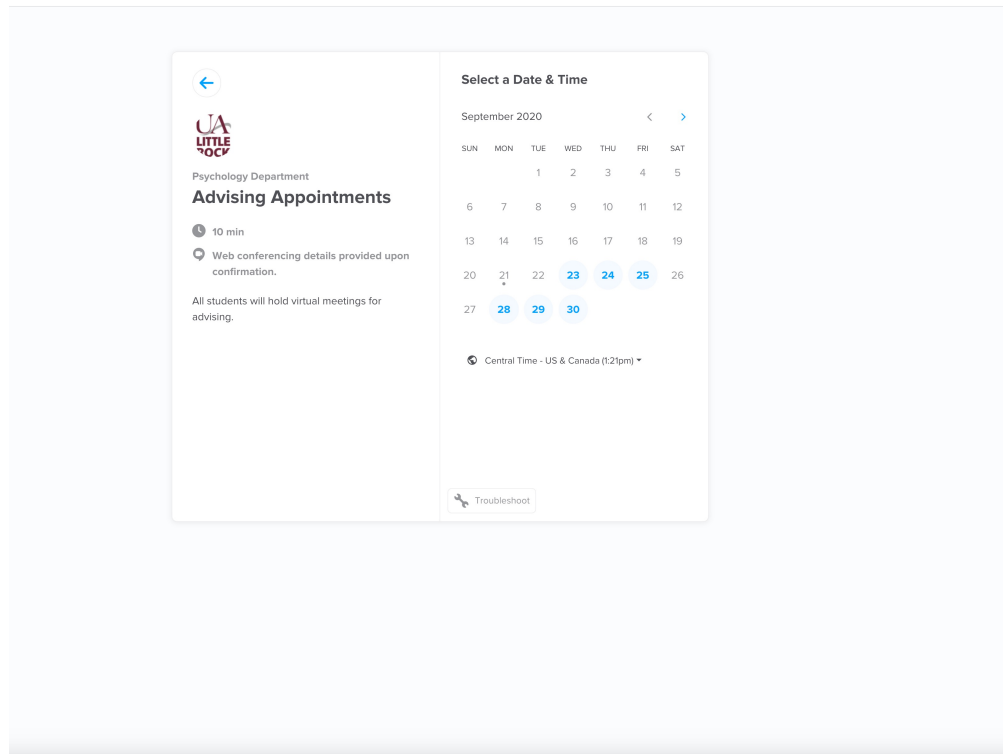 UA
LITTLE
ROCK
Psychology Department
Advising Appointments
10 min
Web conferencing details provided upon
confirmation.
All students will hold virtual meetings for
advising.
Select a Date & Time
September 2020
SUN MON TUE WED THU FRI SAT
1 2 3 4 5
6 7 8 9 10 11 12
13 14 15 16 17 18 19
20 21 22 23 24 25 26
27 28 29 30
Central Time - US & Canada (1:21pm)
Troubleshoot